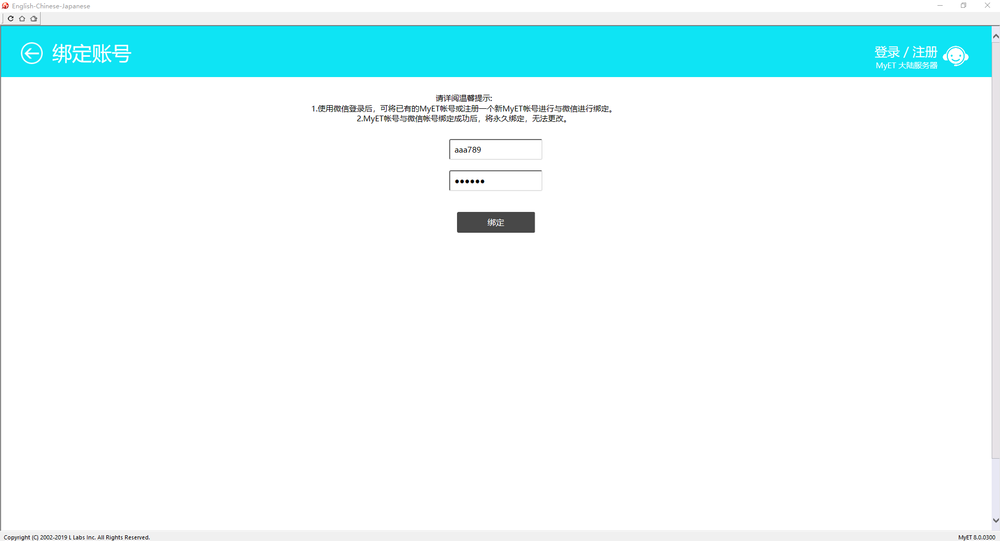 English-Chinese-Japanese
绑定账号
登录 / 注册
MyET 大陆服务器
请详阅温馨提示:
1.使用微信登录后，可将已有的MyET帐号或注册一个新MyET帐号进行与微信进行绑定。
2.MyET帐号与微信帐号绑定成功后，将永久绑定，无法更改。
aaa789
●●●●●●
绑定
Copyright (C) 2002-2019 L Labs Inc. All Rights Reserved.
MyET 8.0.0300